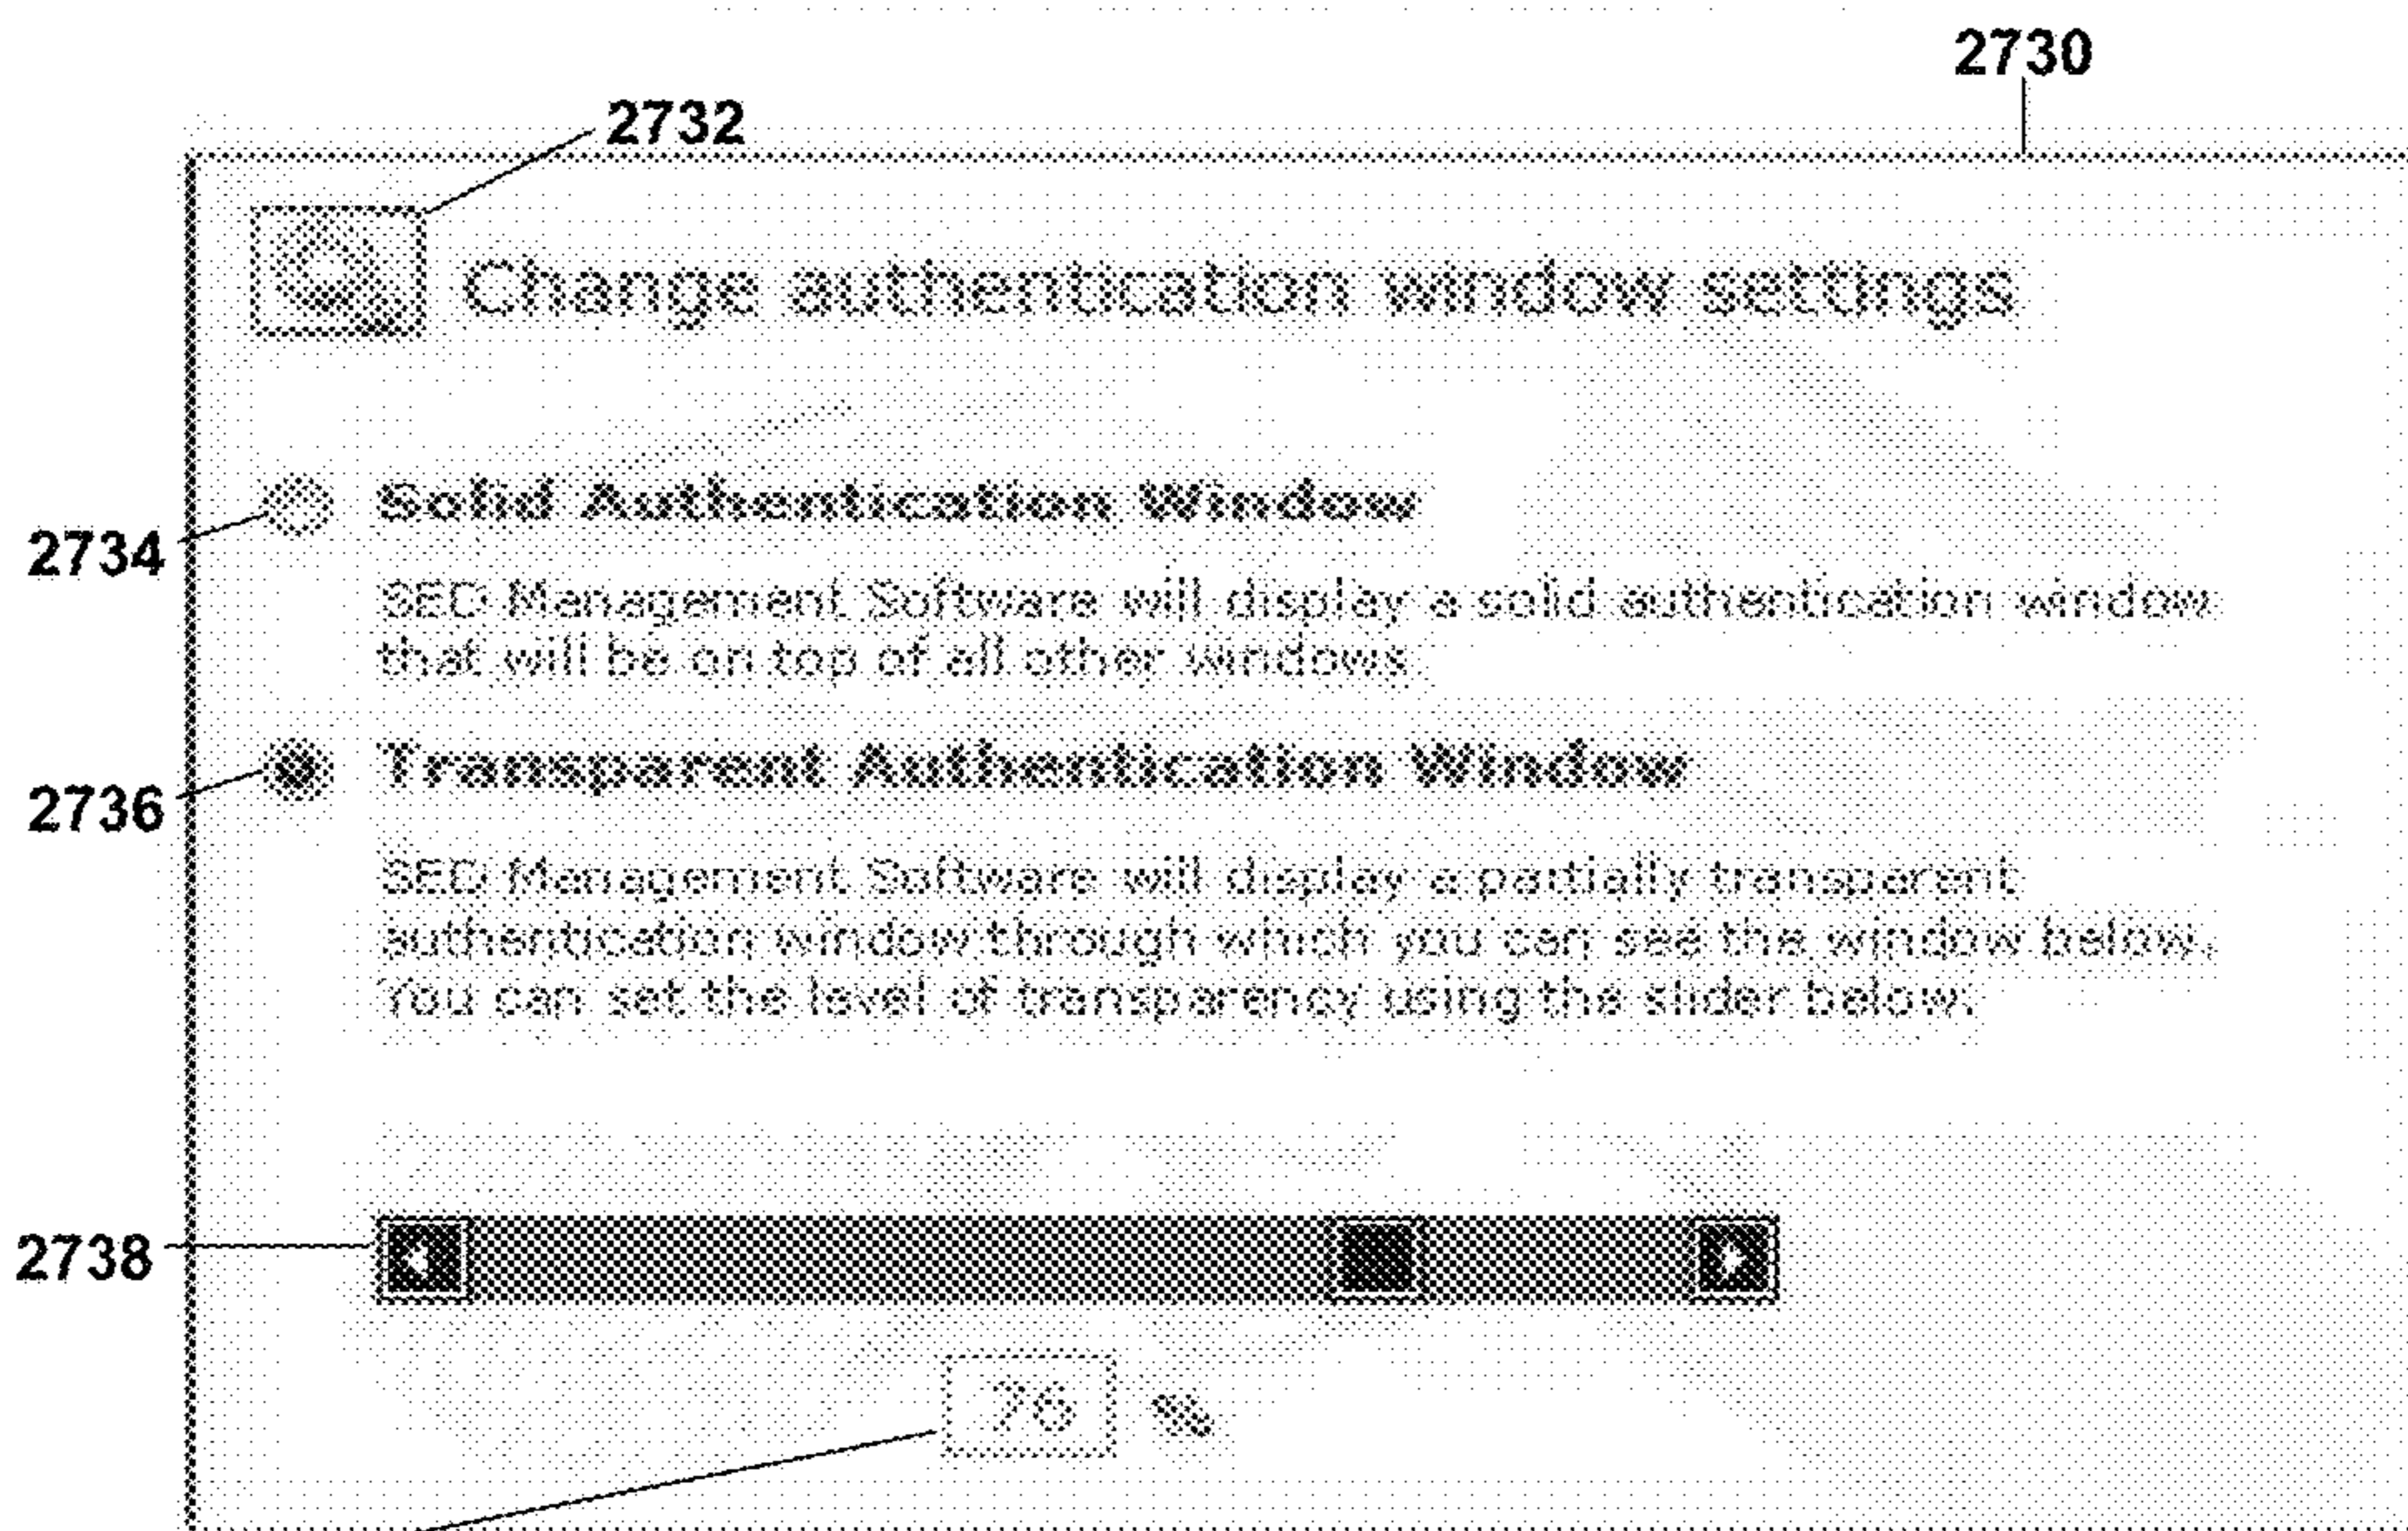 2730
2732
Change authentication window settings
Solid Authentication Window
2734
SED Management Software will display a solid authentication window
that will be on top of all other windows.
Transparent Authentication Window
2736
SED Management Software will display a partially transparent
authentication window through which you can see the window below.
You can set the level of transparency using the slider below.
2738
76 %